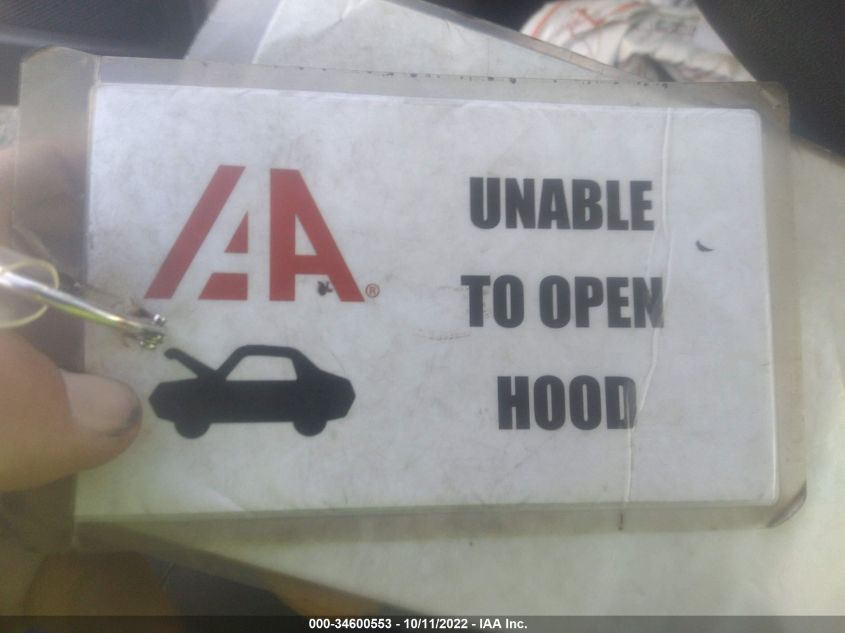 IAA®
UNABLE
TO OPEN
HOOD
000-34600553 - 10/11/2022 - IAA Inc.